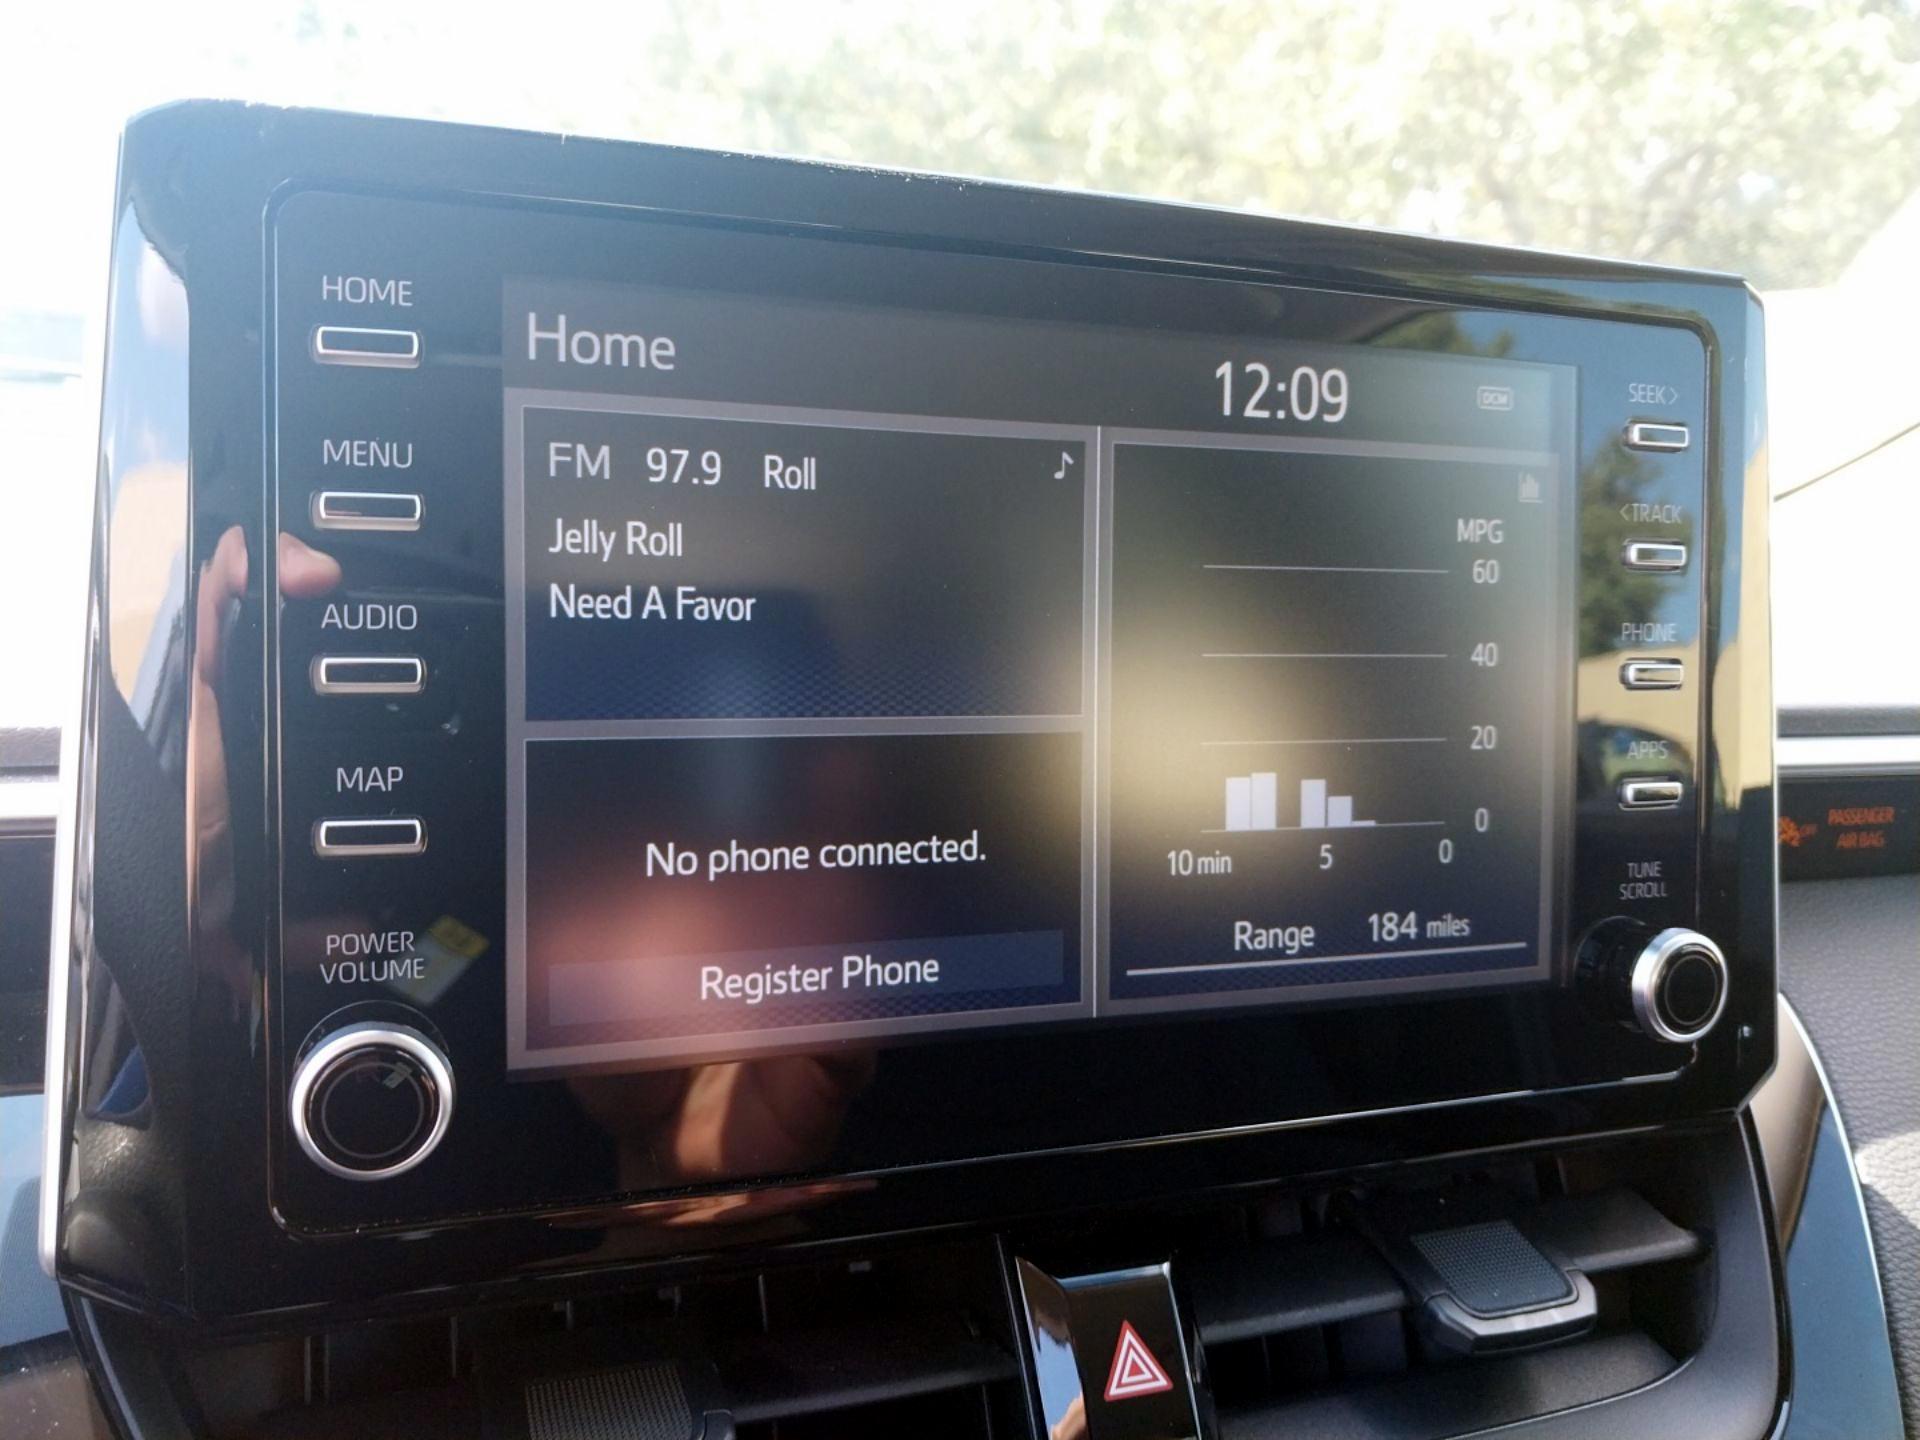 HOME
MENU
AUDIO
MAP
POWER
VOLUME
Home
12:09
DCM
FM 97.9 Roll
Jelly Roll
Need A Favor
No phone connected.
Register Phone
MPG
60
40
20
0
10 min 5 0
Range 184 miles
SEEK>
<TRACK
PHONE
APPS
TUNE
SCROLL
OFF
PASSENGER
AIR BAG